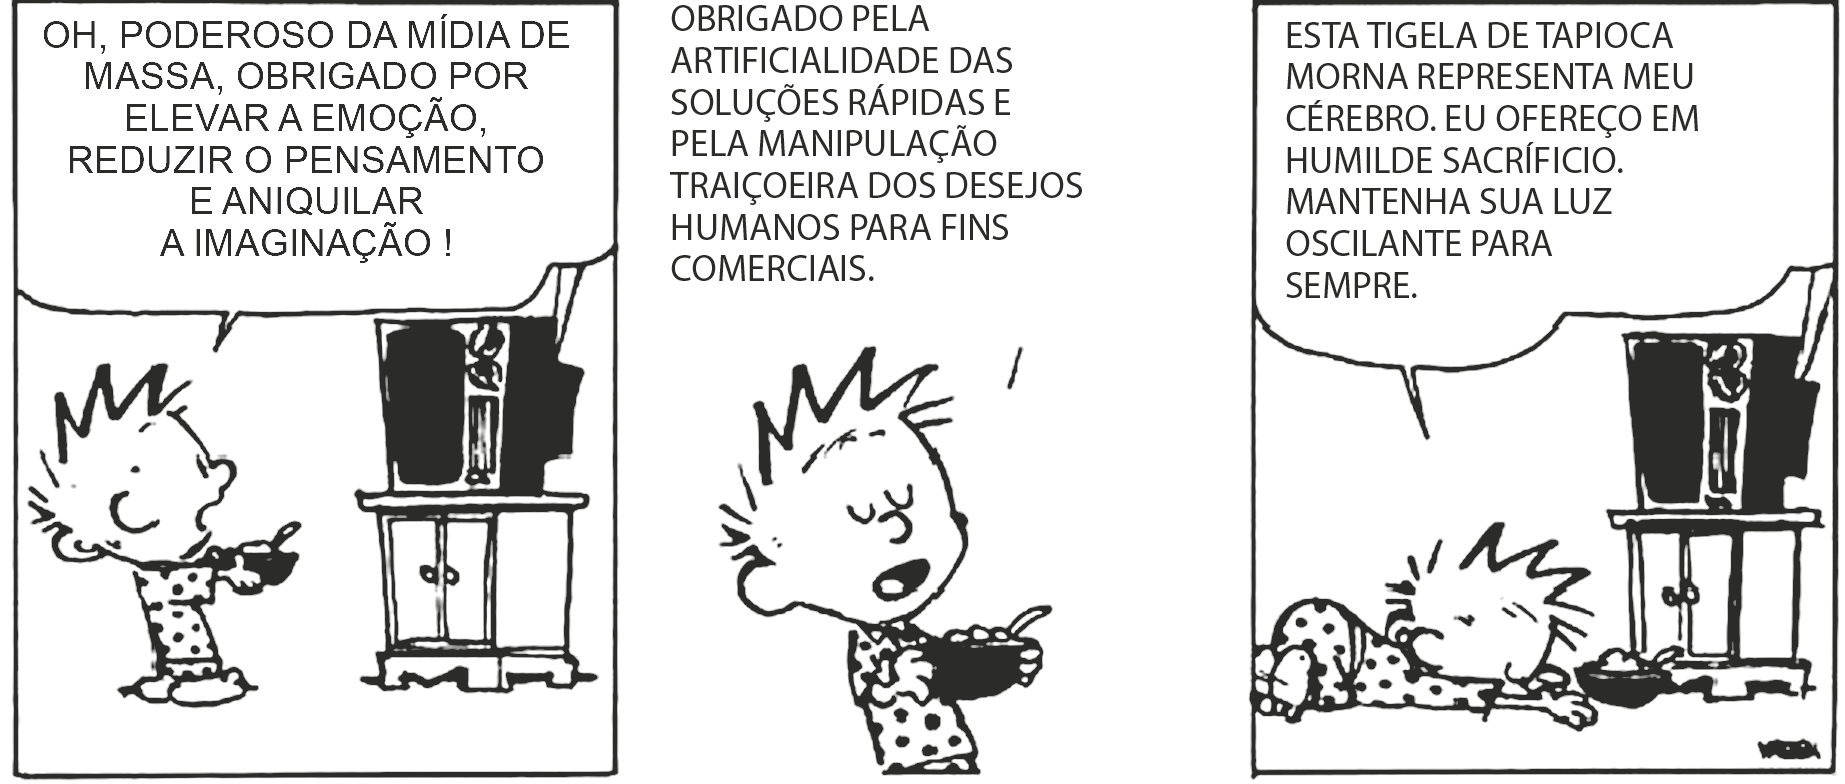 OH, PODEROSO DA MÍDIA DE
MASSA, OBRIGADO POR
ELEVAR A EMOÇÃO,
REDUZIR O PENSAMENTO
E ANIQUILAR
A IMAGINAÇÃO !
OBRIGADO PELA
ARTIFICIALIDADE DAS
SOLUÇÕES RÁPIDAS E
PELA MANIPULAÇÃO
TRAIÇOEIRA DOS DESEJOS
HUMANOS PARA FINS
COMERCIAIS.
ESTA TIGELA DE TAPIOCA
MORNA REPRESENTA MEU
CÉREBRO. EU OFEREÇO EM
HUMILDE SACRÍFICIO.
MANTENHA SUA LUZ
OSCILANTE PARA
SEMPRE.